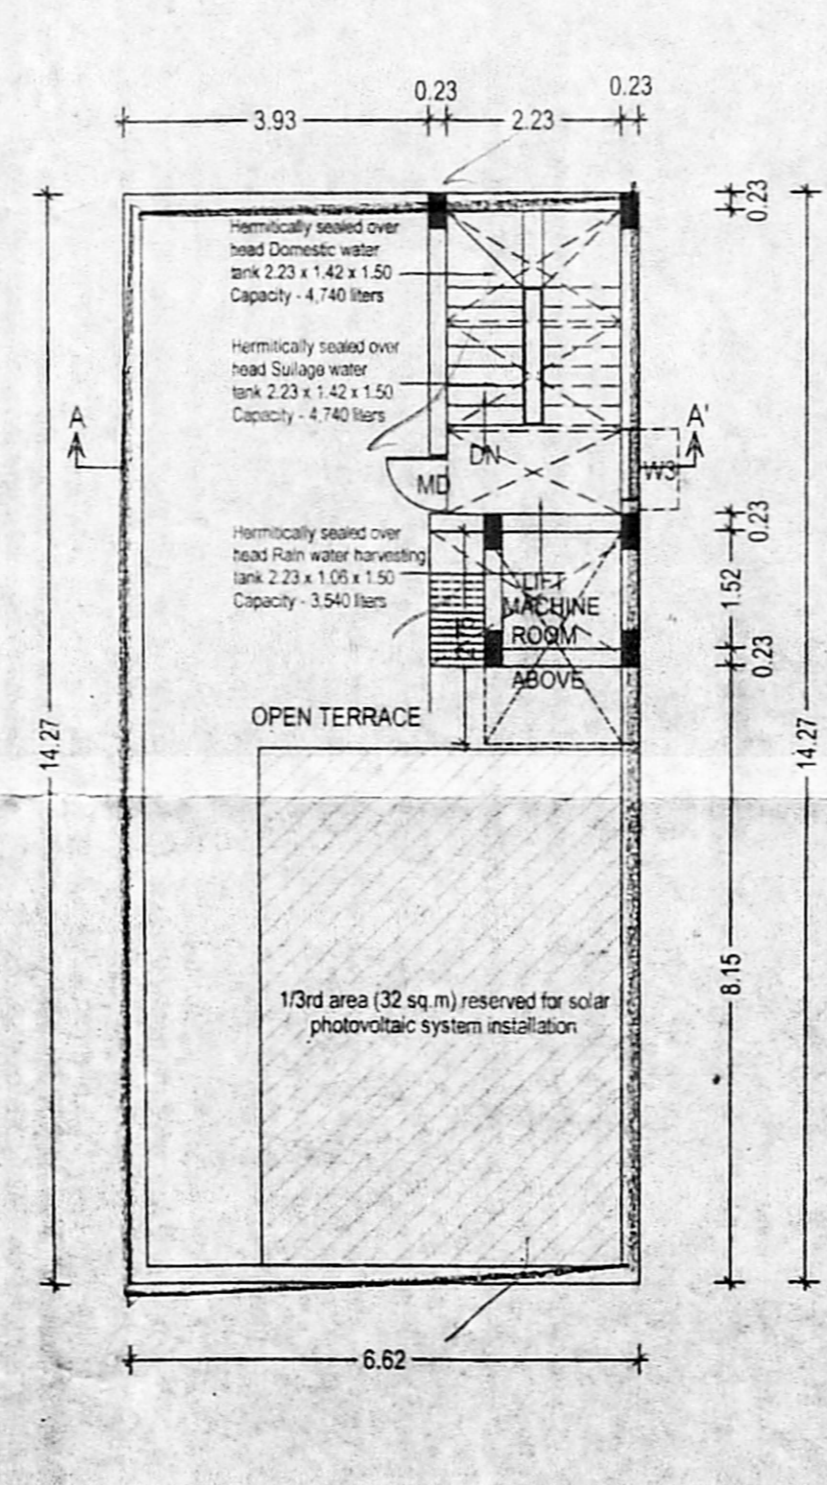 0.23
0.23
3.93
2.23
0.23
Hermitically sealed over
head Domestic water
tank 2.23 x 1.42 x 1.50
Capacity - 4,740 liters
Hermitically sealed over
head Sullage water
tank 2.23 x 1.42 x 1.50
Capacity - 4,740 liters
A
A'
DN
W3
MD
0.23
Hermitically sealed over
head Rain water harvesting
tank 2.23 x 1.06 x 1.50
Capacity - 3,540 liters
LIFT
MACHINE
ROOM
ABOVE
1.52
0.23
OPEN TERRACE
14.27
14.27
8.15
1/3rd area (32 sq.m) reserved for solar
photovoltaic system installation
6.62